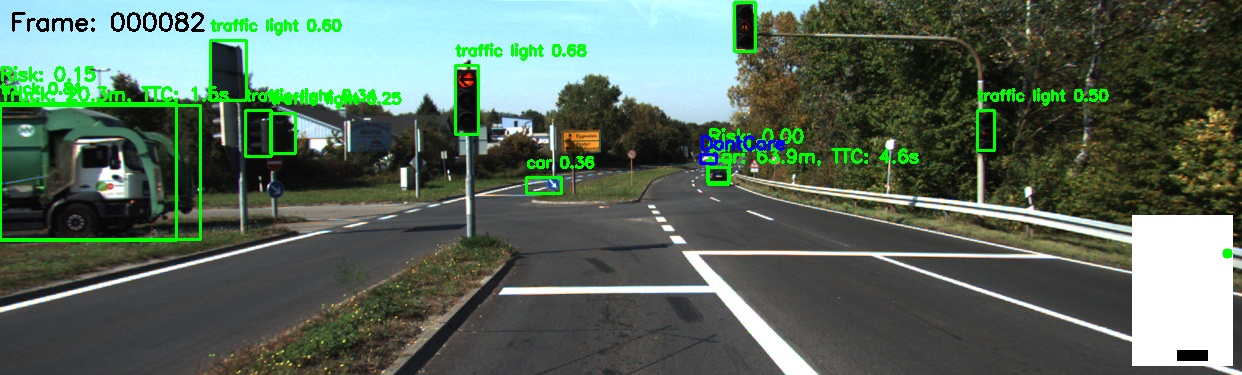 Frame: 000082
traffic light 0.60
traffic light 0.68
Risk: 0.15
Truck: 20.3m, TTC: 1.6s
traffic light 0.50
Risk: 0.00
DontCare
Car: 63.9m, TTC: 4.6s
car 0.36